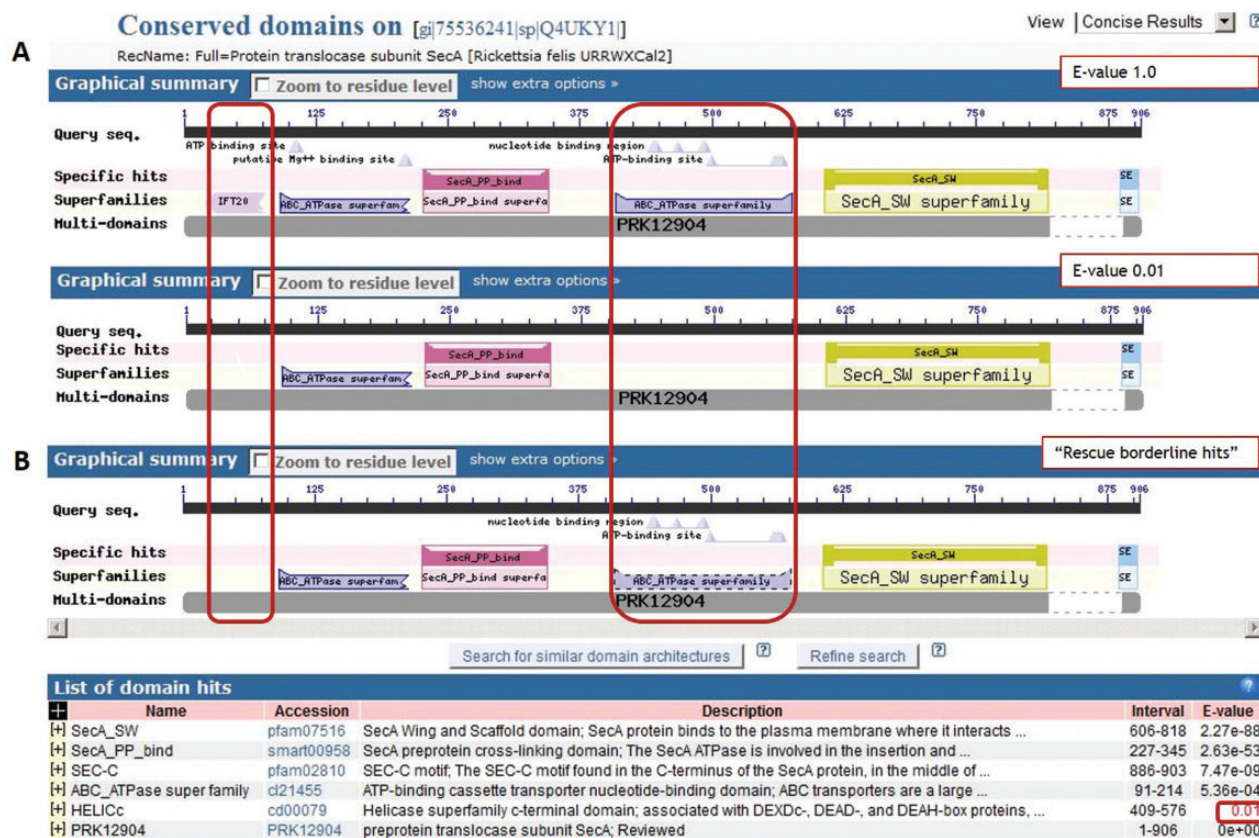 Conserved domains on [gi|75536241|sp|Q4UKY1|]
View Concise Results
A
RecName: Full=Protein translocase subunit SecA [Rickettsia felis URRWXCal2]
Graphical summary Zoom to residue level show extra options »
E-value 1.0
1 125 250 375 500 625 750 875 906
Query seq.
ATP binding site
nucleotide binding region
putative Mg++ binding site
ATP-binding site
Specific hits
SecA_PP_bind
SecA_SW
SE
Superfamilies
IFT20
ABC_ATPase superfam
SecA_PP_bind superfa
ABC_ATPase superfamily
SecA_SW superfamily
SE
Multi-domains
PRK12904
Graphical summary Zoom to residue level show extra options »
E-value 0.01
1 125 250 375 500 625 750 875 906
Query seq.
Specific hits
SecA_PP_bind
SecA_SW
SE
Superfamilies
ABC_ATPase superfam
SecA_PP_bind superfa
SecA_SW superfamily
SE
Multi-domains
PRK12904
B
Graphical summary Zoom to residue level show extra options »
"Rescue borderline hits"
1 125 250 375 500 625 750 875 906
Query seq.
nucleotide binding region
ATP-binding site
Specific hits
SecA_PP_bind
SecA_SW
SE
Superfamilies
ABC_ATPase superfam
SecA_PP_bind superfa
ABC_ATPase superfamily
SecA_SW superfamily
SE
Multi-domains
PRK12904
Search for similar domain architectures ? Refine search ?
List of domain hits ?
+ Name Accession Description Interval E-value
[+] SecA_SW pfam07516 SecA Wing and Scaffold domain; SecA protein binds to the plasma membrane where it interacts ... 606-818 2.27e-88
[+] SecA_PP_bind smart00958 SecA preprotein cross-linking domain; The SecA ATPase is involved in the insertion and ... 227-345 2.63e-53
[+] SEC-C pfam02810 SEC-C motif; The SEC-C motif found in the C-terminus of the SecA protein, in the middle of ... 886-903 7.47e-09
[+] ABC_ATPase super family cl21455 ATP-binding cassette transporter nucleotide-binding domain; ABC transporters are a large ... 91-214 5.36e-04
[+] HELICc cd00079 Helicase superfamily c-terminal domain; associated with DEXDc-, DEAD-, and DEAH-box proteins, ... 409-576 0.01
[+] PRK12904 PRK12904 preprotein translocase subunit SecA; Reviewed 1-906 0e+00